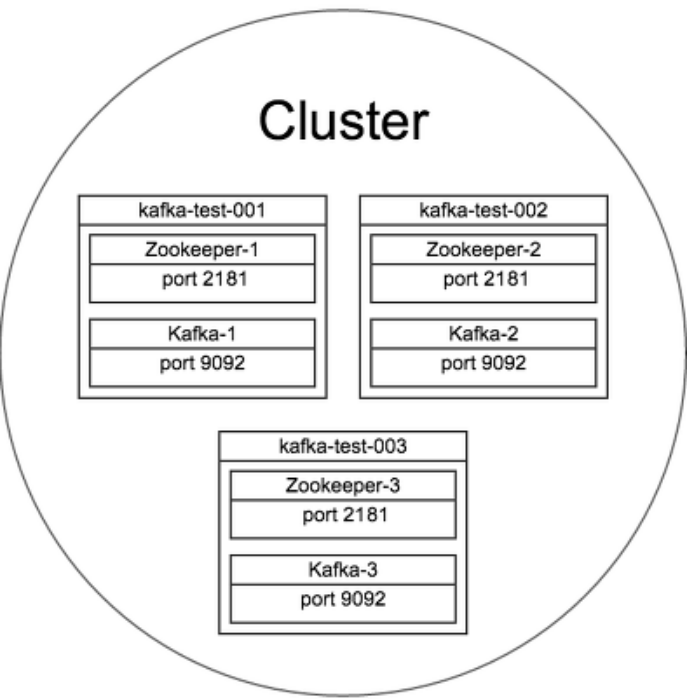 Cluster
kafka-test-001
Zookeeper-1
port 2181
Kafka-1
port 9092
kafka-test-002
Zookeeper-2
port 2181
Kafka-2
port 9092
kafka-test-003
Zookeeper-3
port 2181
Kafka-3
port 9092